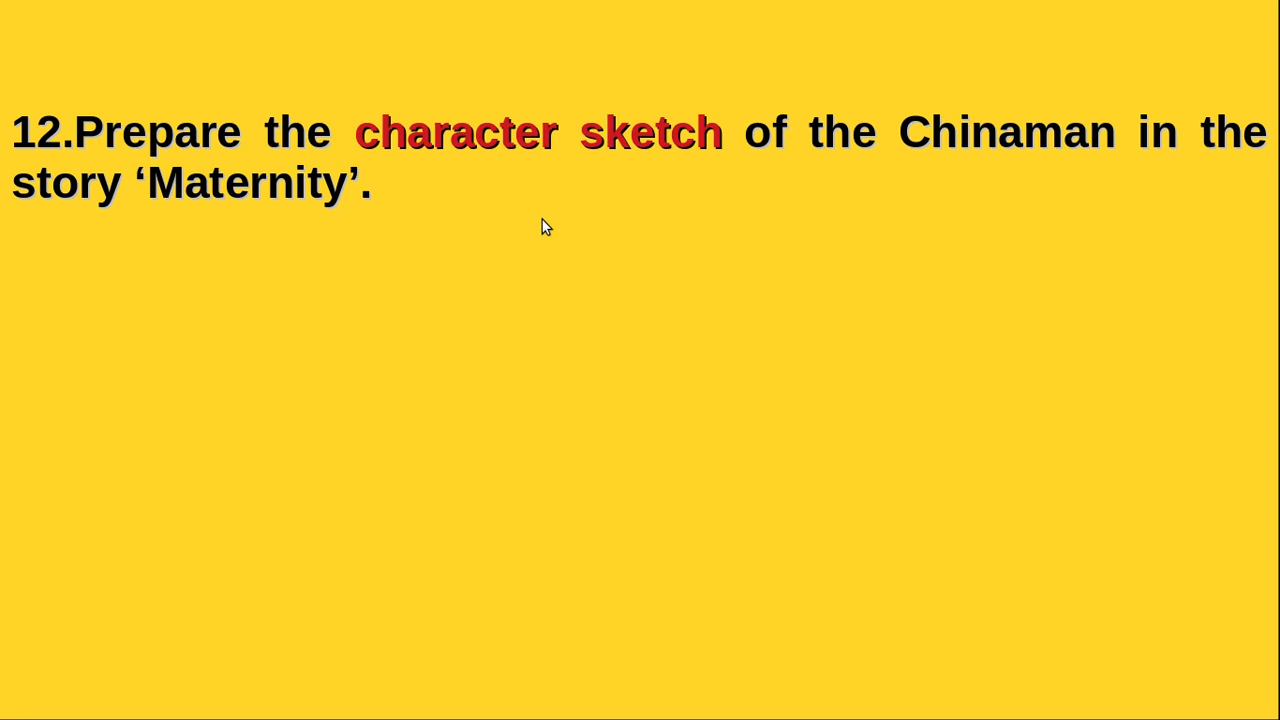 12.Prepare the character sketch of the Chinaman in the
story ‘Maternity’.